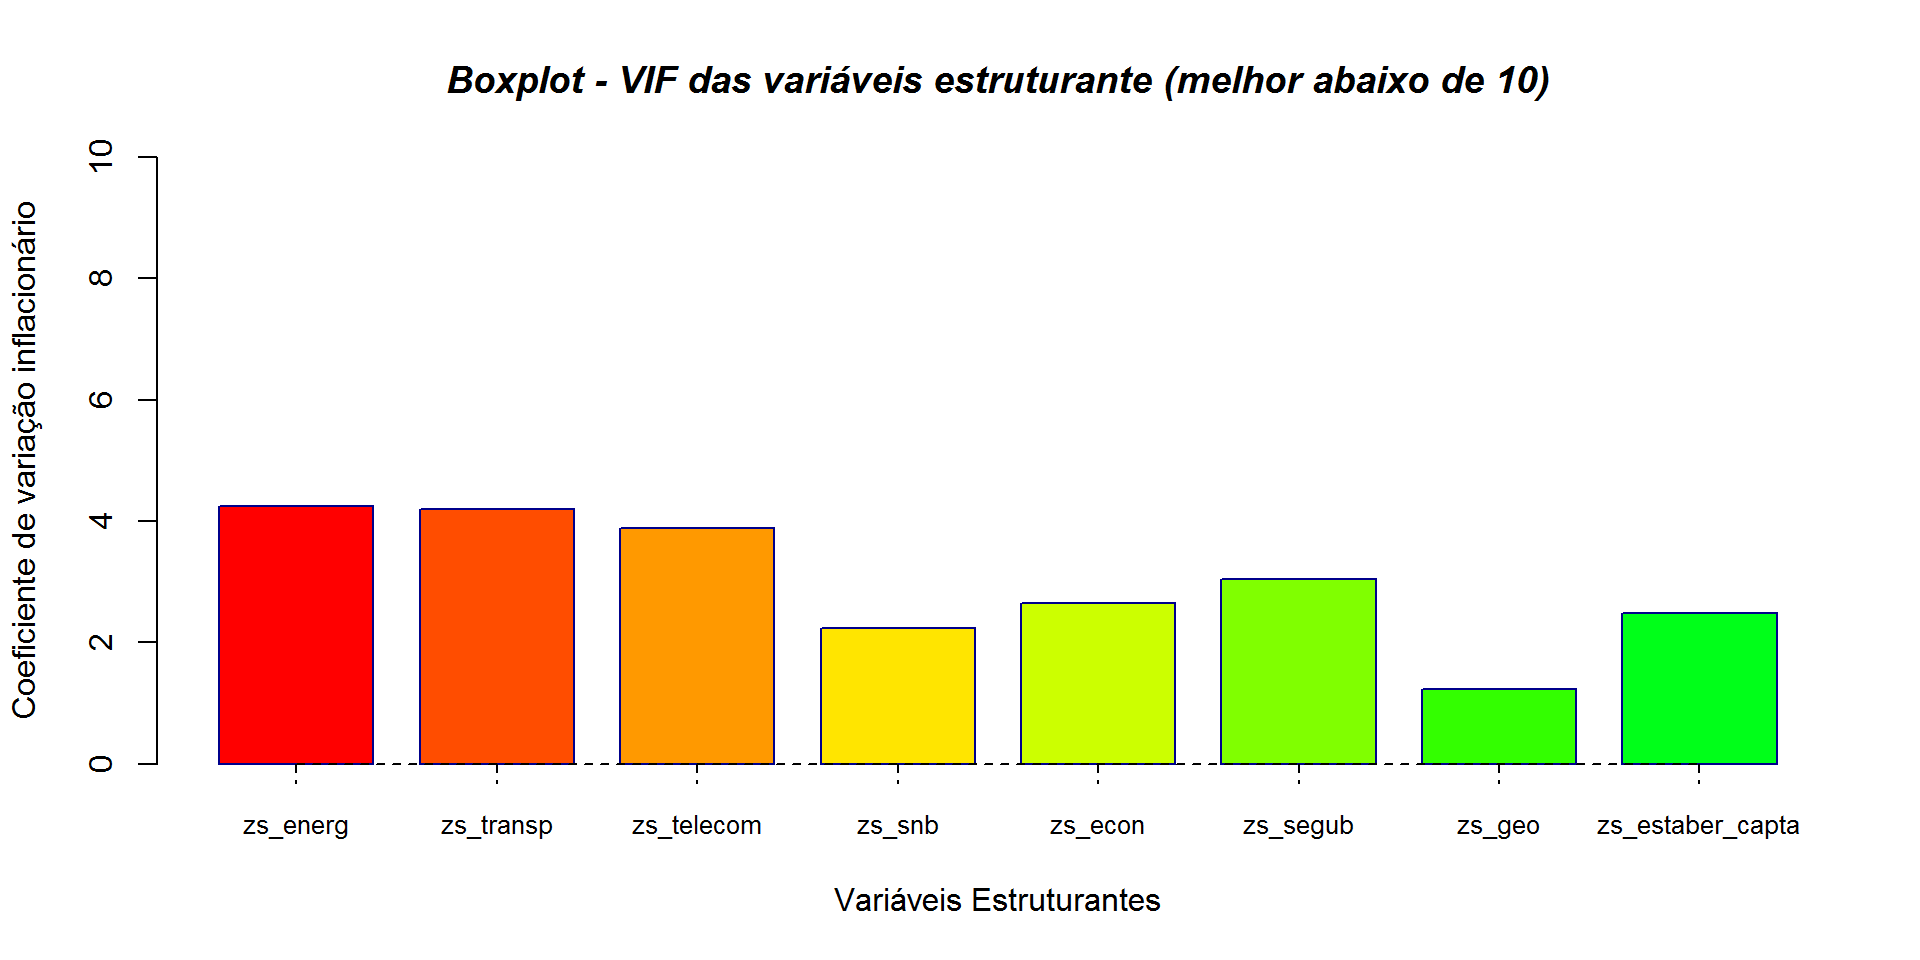 Boxplot - VIF das variáveis estruturante (melhor abaixo de 10)
Coeficiente de variação inflacionário
10
8
6
4
2
0
zs_energ zs_transp zs_telecom zs_snb zs_econ zs_segub zs_geo zs_estaber_capta
Variáveis Estruturantes